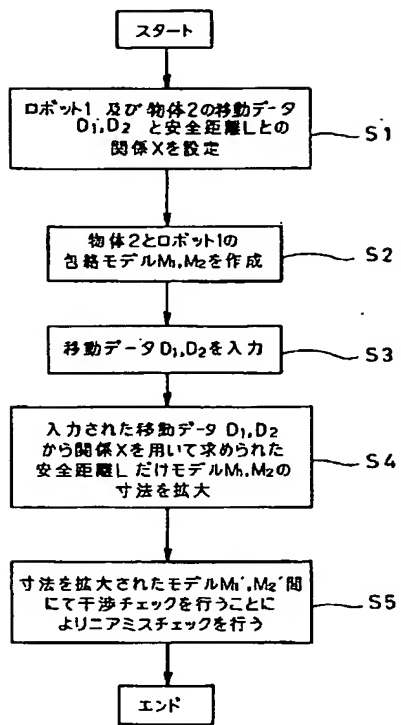 スタート
ロボット1 及び物体2の移動データ
D1,D2 と安全距離Lとの
関係Xを設定
S1
物体2とロボット1の
包絡モデルM1,M2を作成
S2
移動データD1,D2を入力
S3
入力された移動データD1,D2
から関係Xを用いて求められた
安全距離LだけモデルM1,M2の
寸法を拡大
S4
寸法を拡大されたモデルM1′,M2′間
にて干渉チェックを行うことに
よりニアミスチェックを行う
S5
エンド